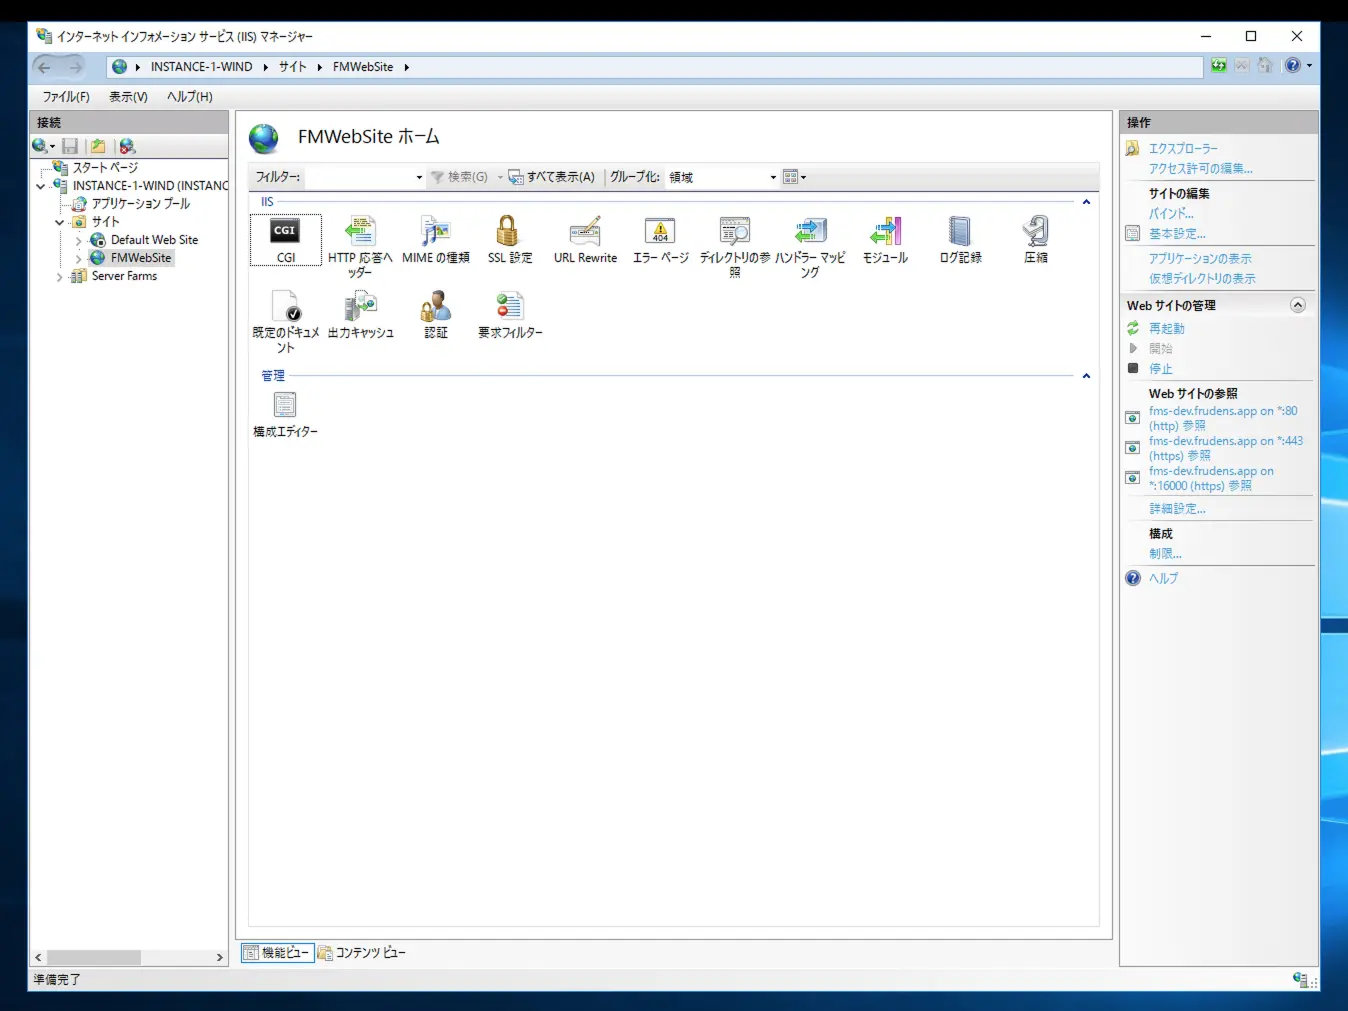 インターネット インフォメーション サービス (IIS) マネージャー
INSTANCE-1-WIND
サイト
FMWebSite
ファイル(F)
表示(V)
ヘルプ(H)
接続
スタート ページ
INSTANCE-1-WIND (INSTANC
アプリケーション プール
サイト
Default Web Site
FMWebSite
Server Farms
FMWebSite ホーム
フィルター:
検索(G)
すべて表示(A)
グループ化:
領域
IIS
CGI
CGI
HTTP 応答ヘ
ッダー
MIME の種類
SSL 設定
URL Rewrite
404
エラー ページ
ディレクトリの参
照
ハンドラー マッピ
ング
モジュール
ログ記録
圧縮
既定のドキュメ
ント
出力キャッシュ
認証
要求フィルター
管理
構成エディター
機能ビュー
コンテンツ ビュー
準備完了
操作
エクスプローラー
アクセス許可の編集...
サイトの編集
バインド...
基本設定...
アプリケーションの表示
仮想ディレクトリの表示
Web サイトの管理
再起動
開始
停止
Web サイトの参照
fms-dev.frudens.app on *:80
(http) 参照
fms-dev.frudens.app on *:443
(https) 参照
fms-dev.frudens.app on
*:16000 (https) 参照
詳細設定...
構成
制限...
ヘルプ